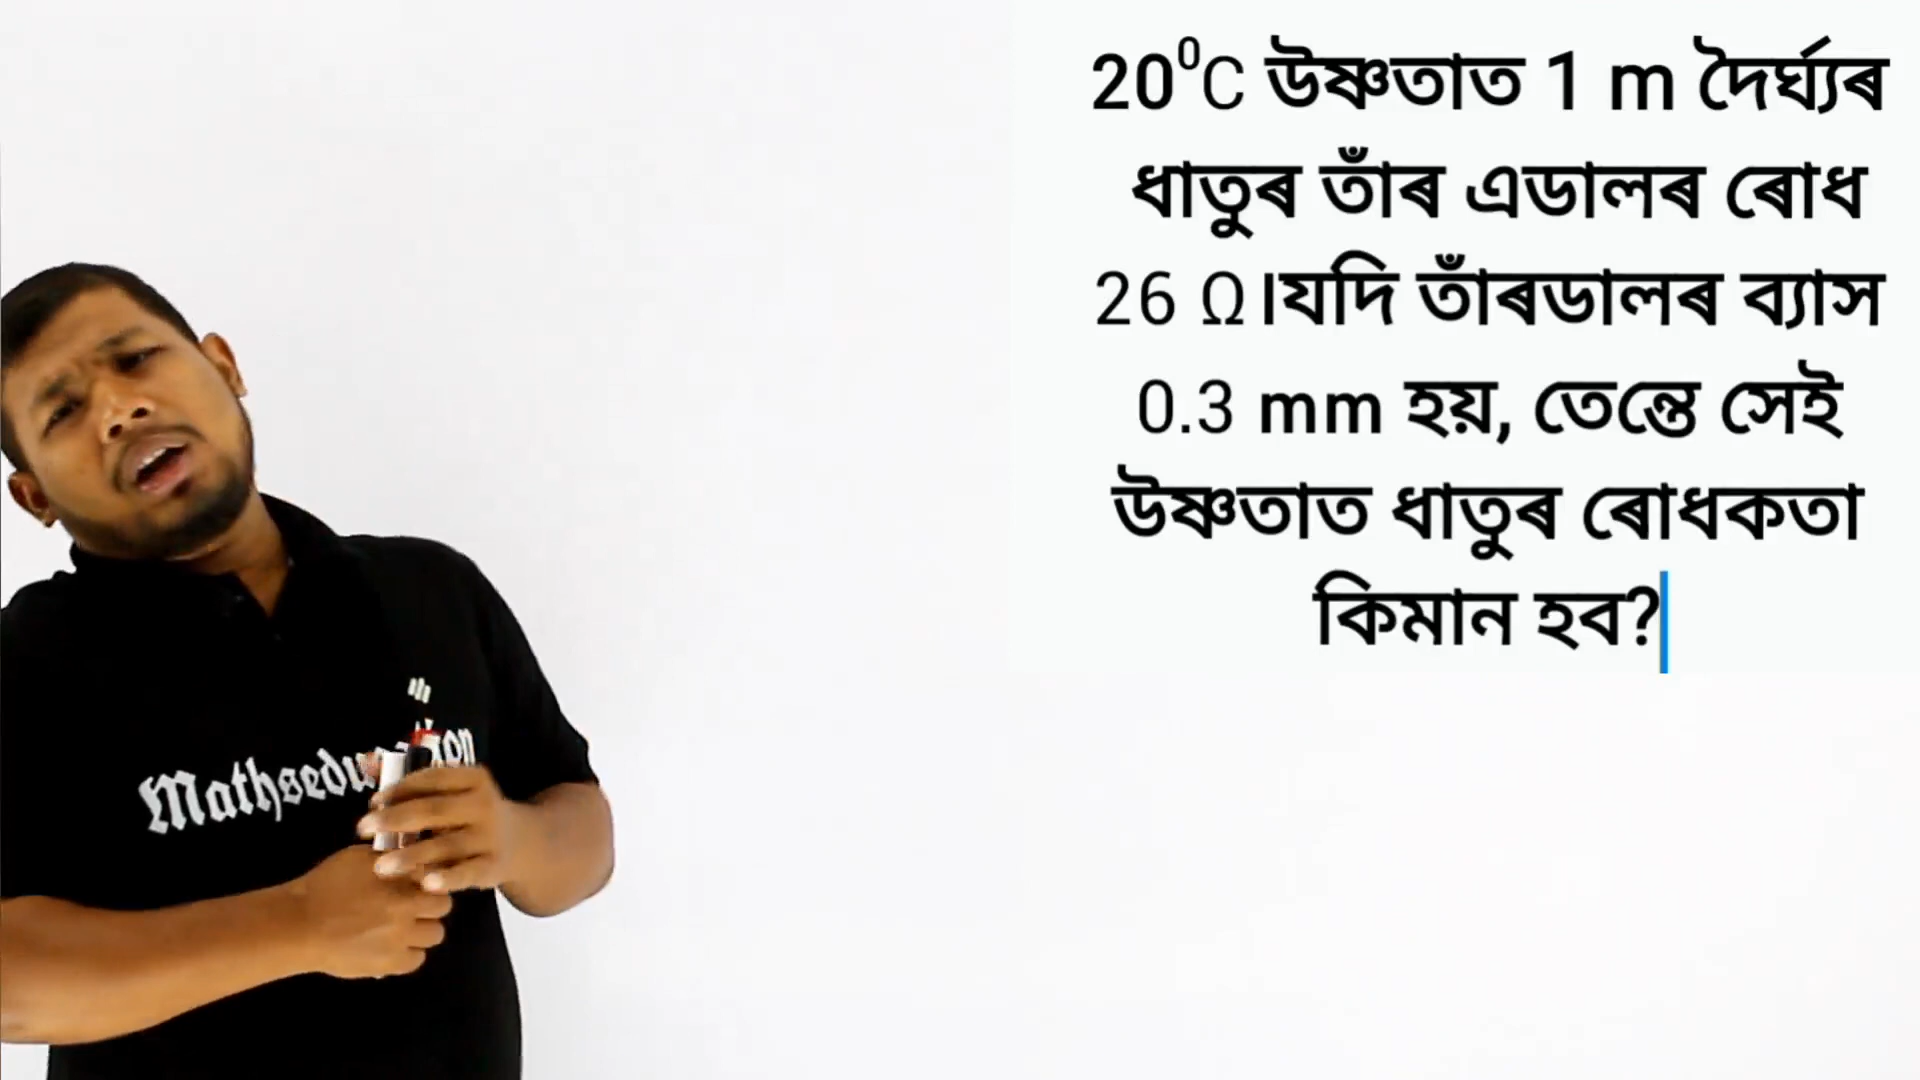 20⁰C উষ্ণতাত 1 m দৈৰ্ঘ্যৰ
ধাতুৰ তাঁৰ এডালৰ ৰোধ
26 Ω।যদি তাঁৰডালৰ ব্যাস
0.3 mm হয়, তেন্তে সেই
উষ্ণতাত ধাতুৰ ৰোধকতা
কিমান হব?